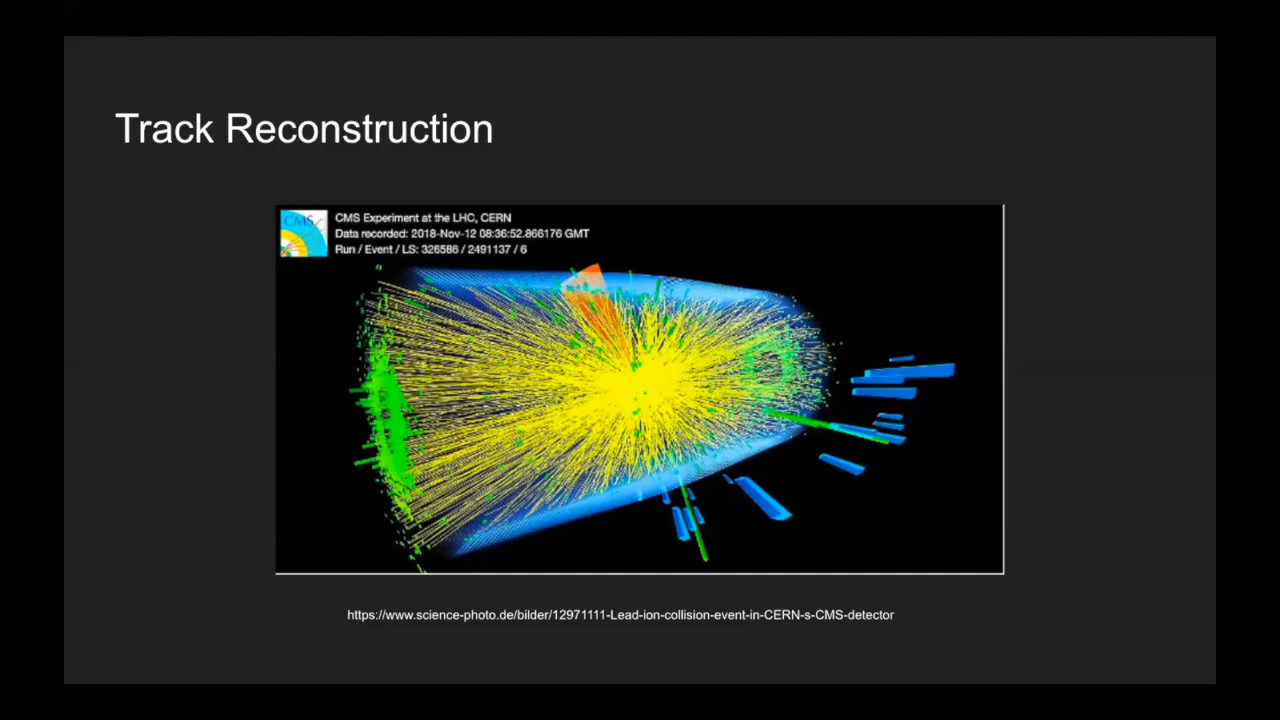 Track Reconstruction
CMS
CMS Experiment at the LHC, CERN
Data recorded: 2018-Nov-12 08:36:52.866176 GMT
Run / Event / LS: 326586 / 2491137 / 6
https://www.science-photo.de/bilder/12971111-Lead-ion-collision-event-in-CERN-s-CMS-detector